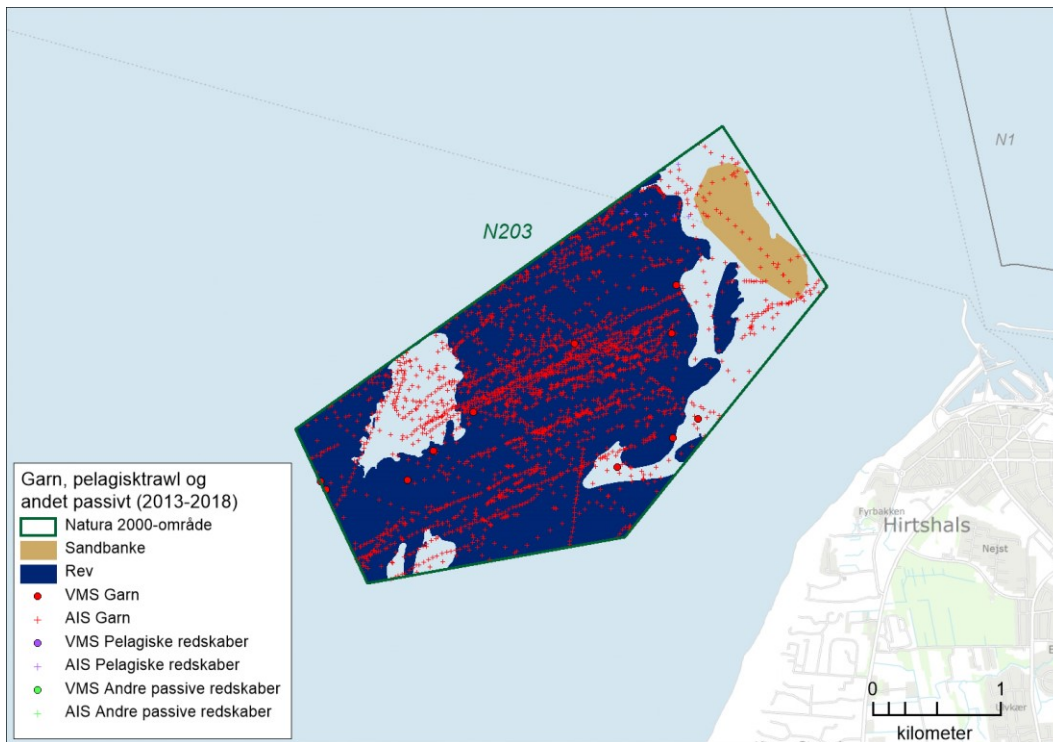 N1
N203
Fyrbakken
Hirtshals
Nejst
Garn, pelagisktrawl og
andet passivt (2013-2018)
Natura 2000-område
Sandbanke
Rev
VMS Garn
AIS Garn
VMS Pelagiske redskaber
AIS Pelagiske redskaber
VMS Andre passive redskaber
AIS Andre passive redskaber
0 1
kilometer